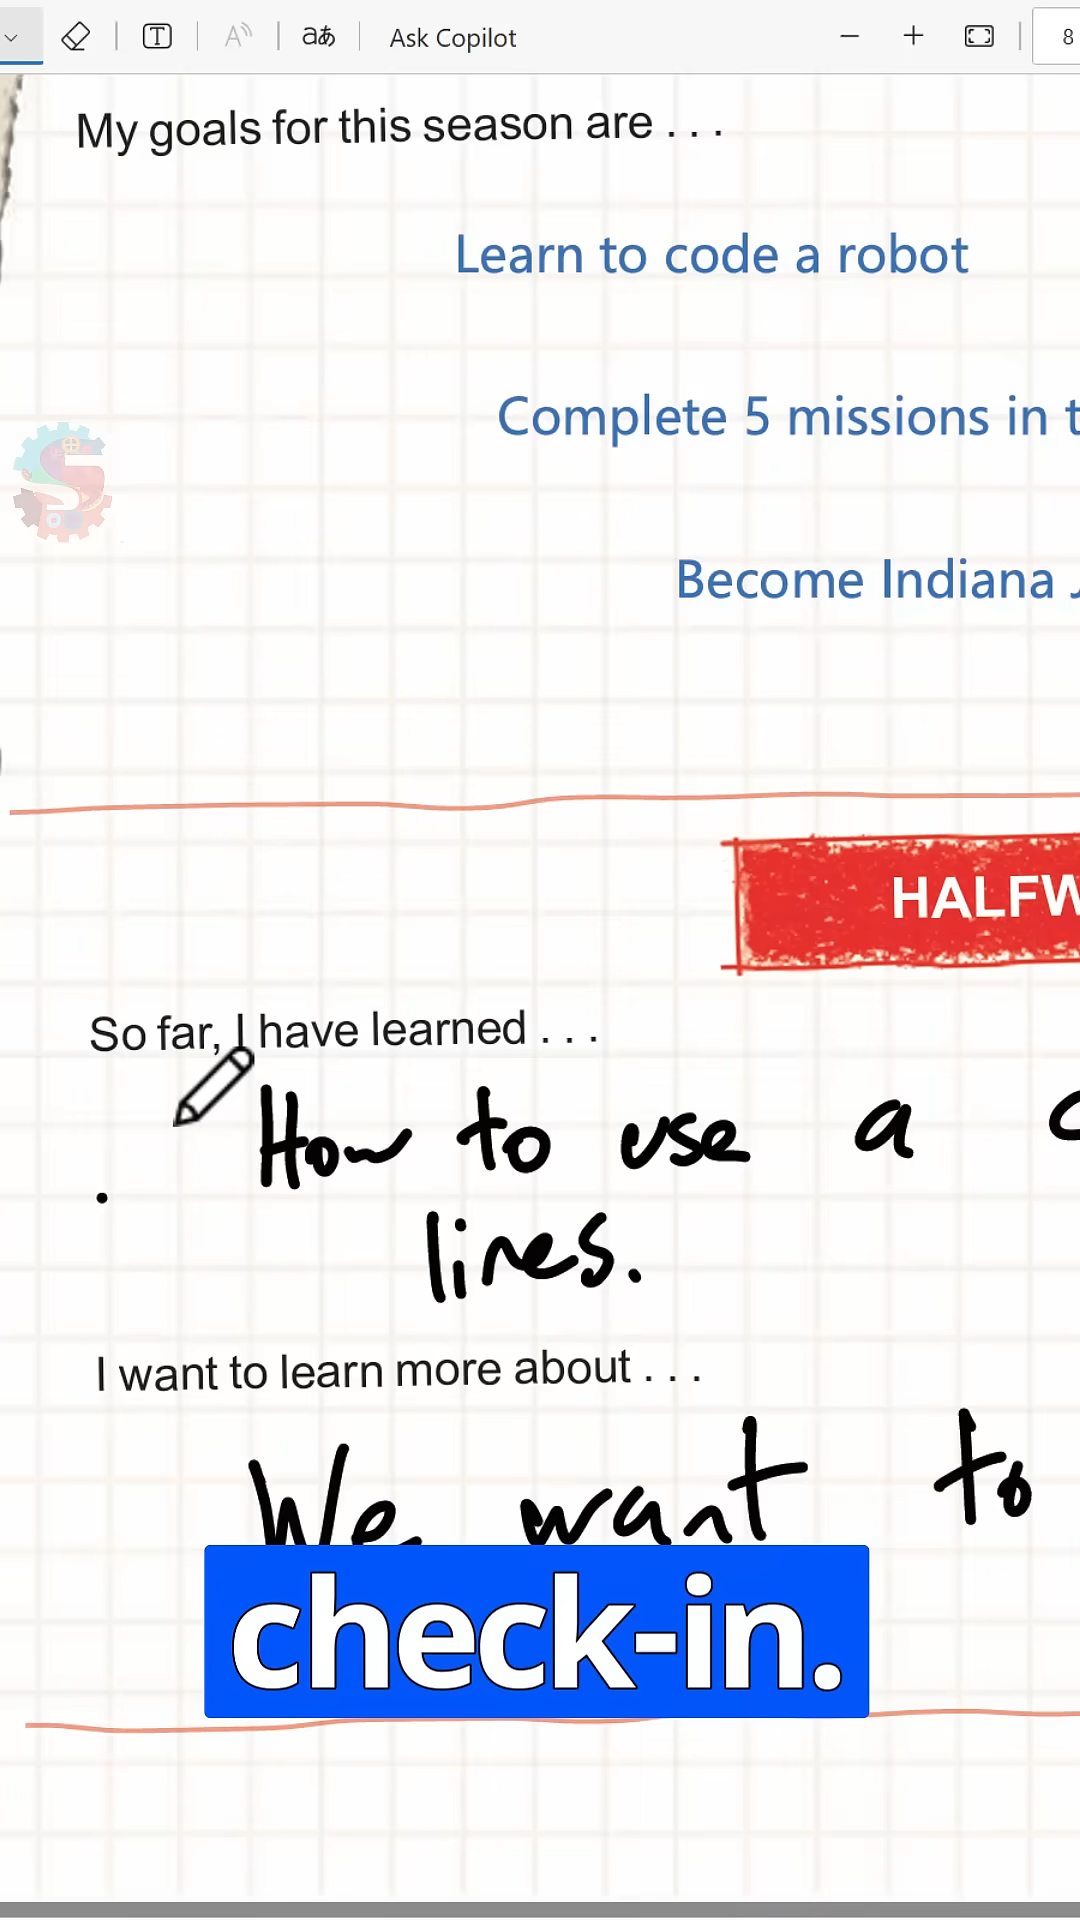 Ask Copilot
8
My goals for this season are . . .
Learn to code a robot
Complete 5 missions in t
Become Indiana
HALFW
So far, I have learned . . .
How to use a
lines.
I want to learn more about . . .
We want to
check-in.